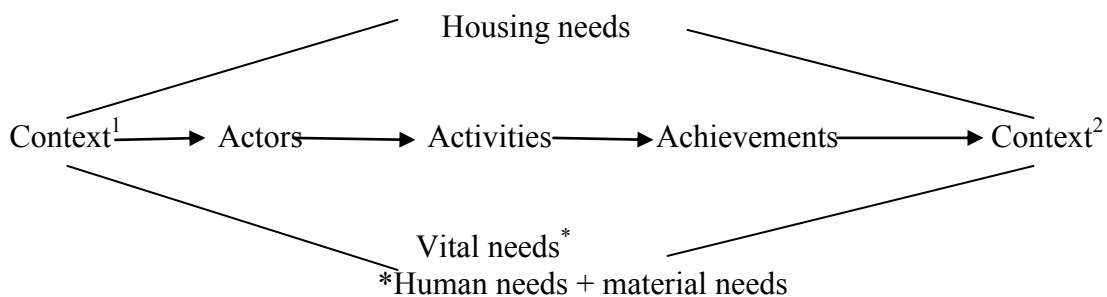 Housing needs
Context¹ Actors Activities Achievements Context²
Vital needs*
*Human needs + material needs